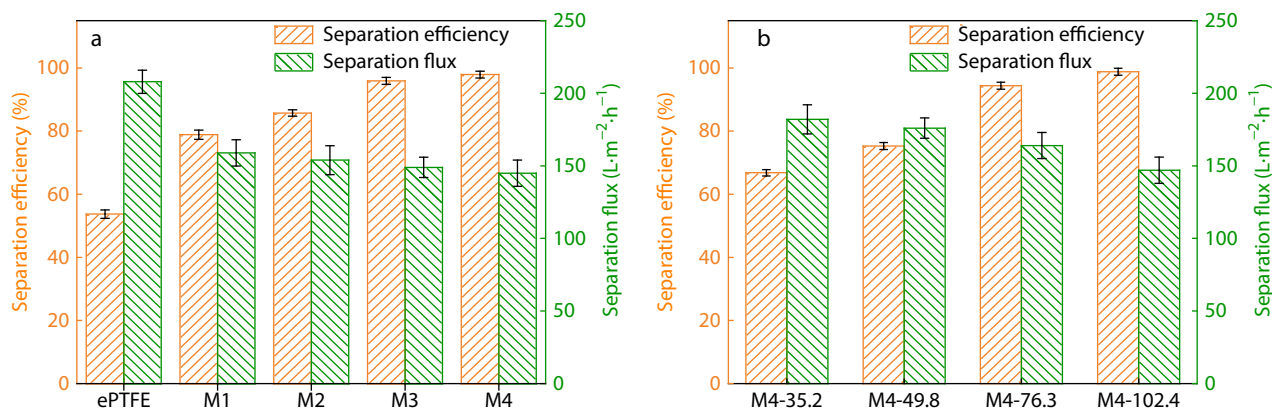 a
Separation efficiency
Separation flux
Separation efficiency (%)
100
80
60
40
20
0
250
200
150
100
50
0
Separation flux (L·m⁻²·h⁻¹)
ePTFE M1 M2 M3 M4
b
Separation efficiency
Separation flux
Separation efficiency (%)
100
80
60
40
20
0
250
200
150
100
50
0
Separation flux (L·m⁻²·h⁻¹)
M4-35.2 M4-49.8 M4-76.3 M4-102.4